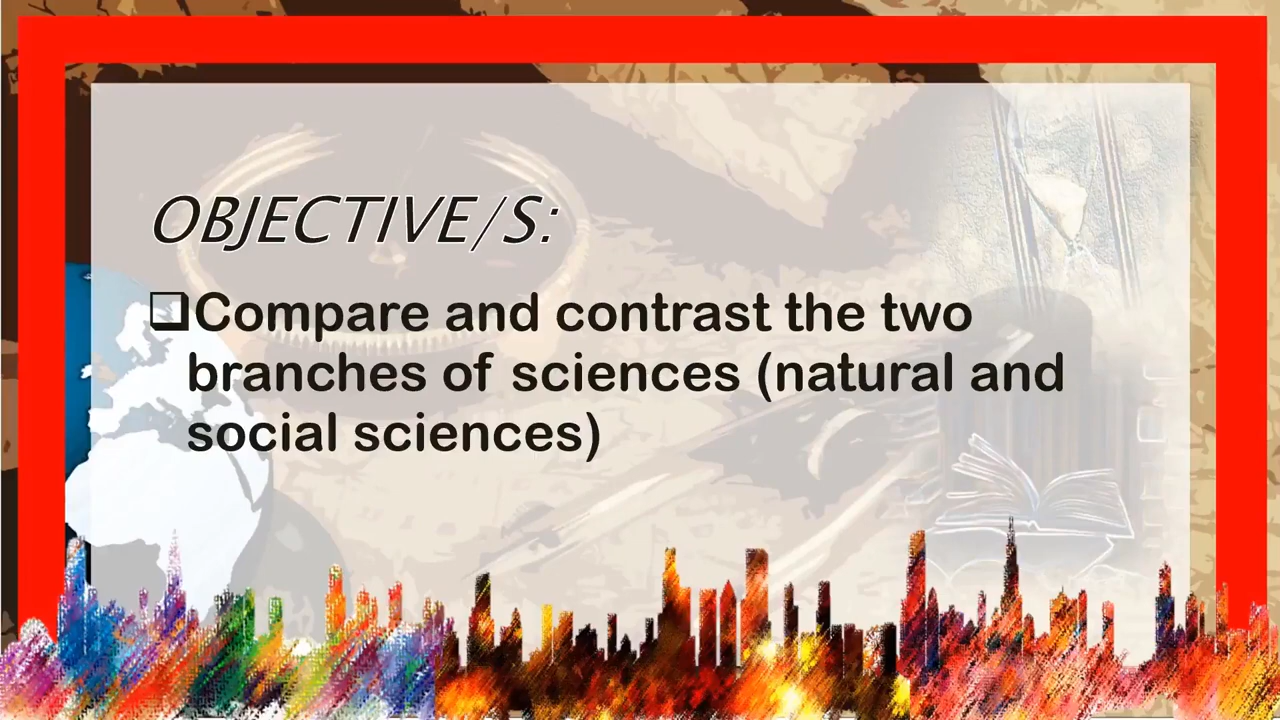 OBJECTIVE/S:
❑Compare and contrast the two
branches of sciences (natural and
social sciences)